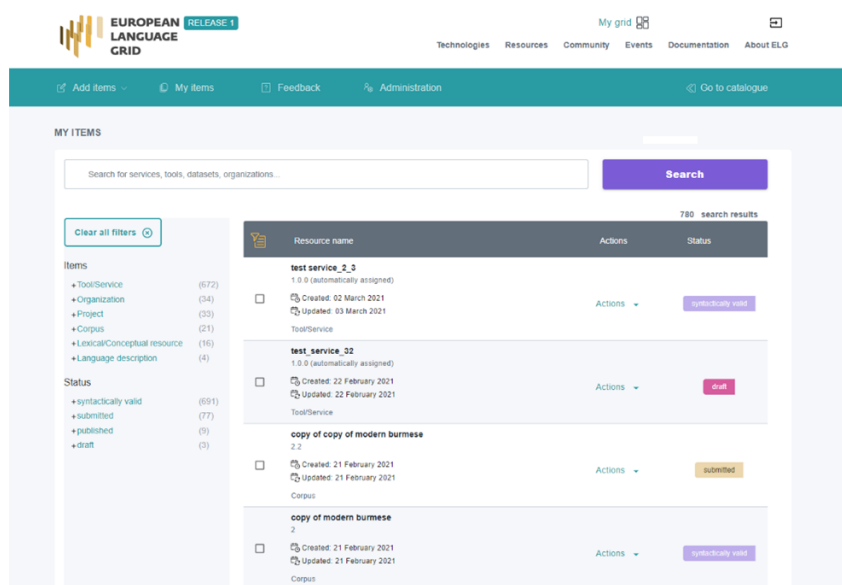 EUROPEAN LANGUAGE GRID
RELEASE 1
My grid
Technologies Resources Community Events Documentation About ELG
Add items My items Feedback Administration Go to catalogue
MY ITEMS
Search for services, tools, datasets, organizations...
Search
780 search results
Clear all filters
Items
+Tool/Service (672)
+Organization (34)
+Project (33)
+Corpus (21)
+Lexical/Conceptual resource (16)
+Language description (4)
Status
+syntactically valid (691)
+submitted (77)
+published (9)
+draft (3)
Resource name Actions Status
test service_2_3
1.0.0 (automatically assigned)
Created: 02 March 2021
Updated: 03 March 2021
Tool/Service
Actions
syntactically valid
test_service_32
1.0.0 (automatically assigned)
Created: 22 February 2021
Updated: 22 February 2021
Tool/Service
Actions
draft
copy of copy of modern burmese
2.2
Created: 21 February 2021
Updated: 21 February 2021
Corpus
Actions
submitted
copy of modern burmese
2
Created: 21 February 2021
Updated: 21 February 2021
Corpus
Actions
syntactically valid